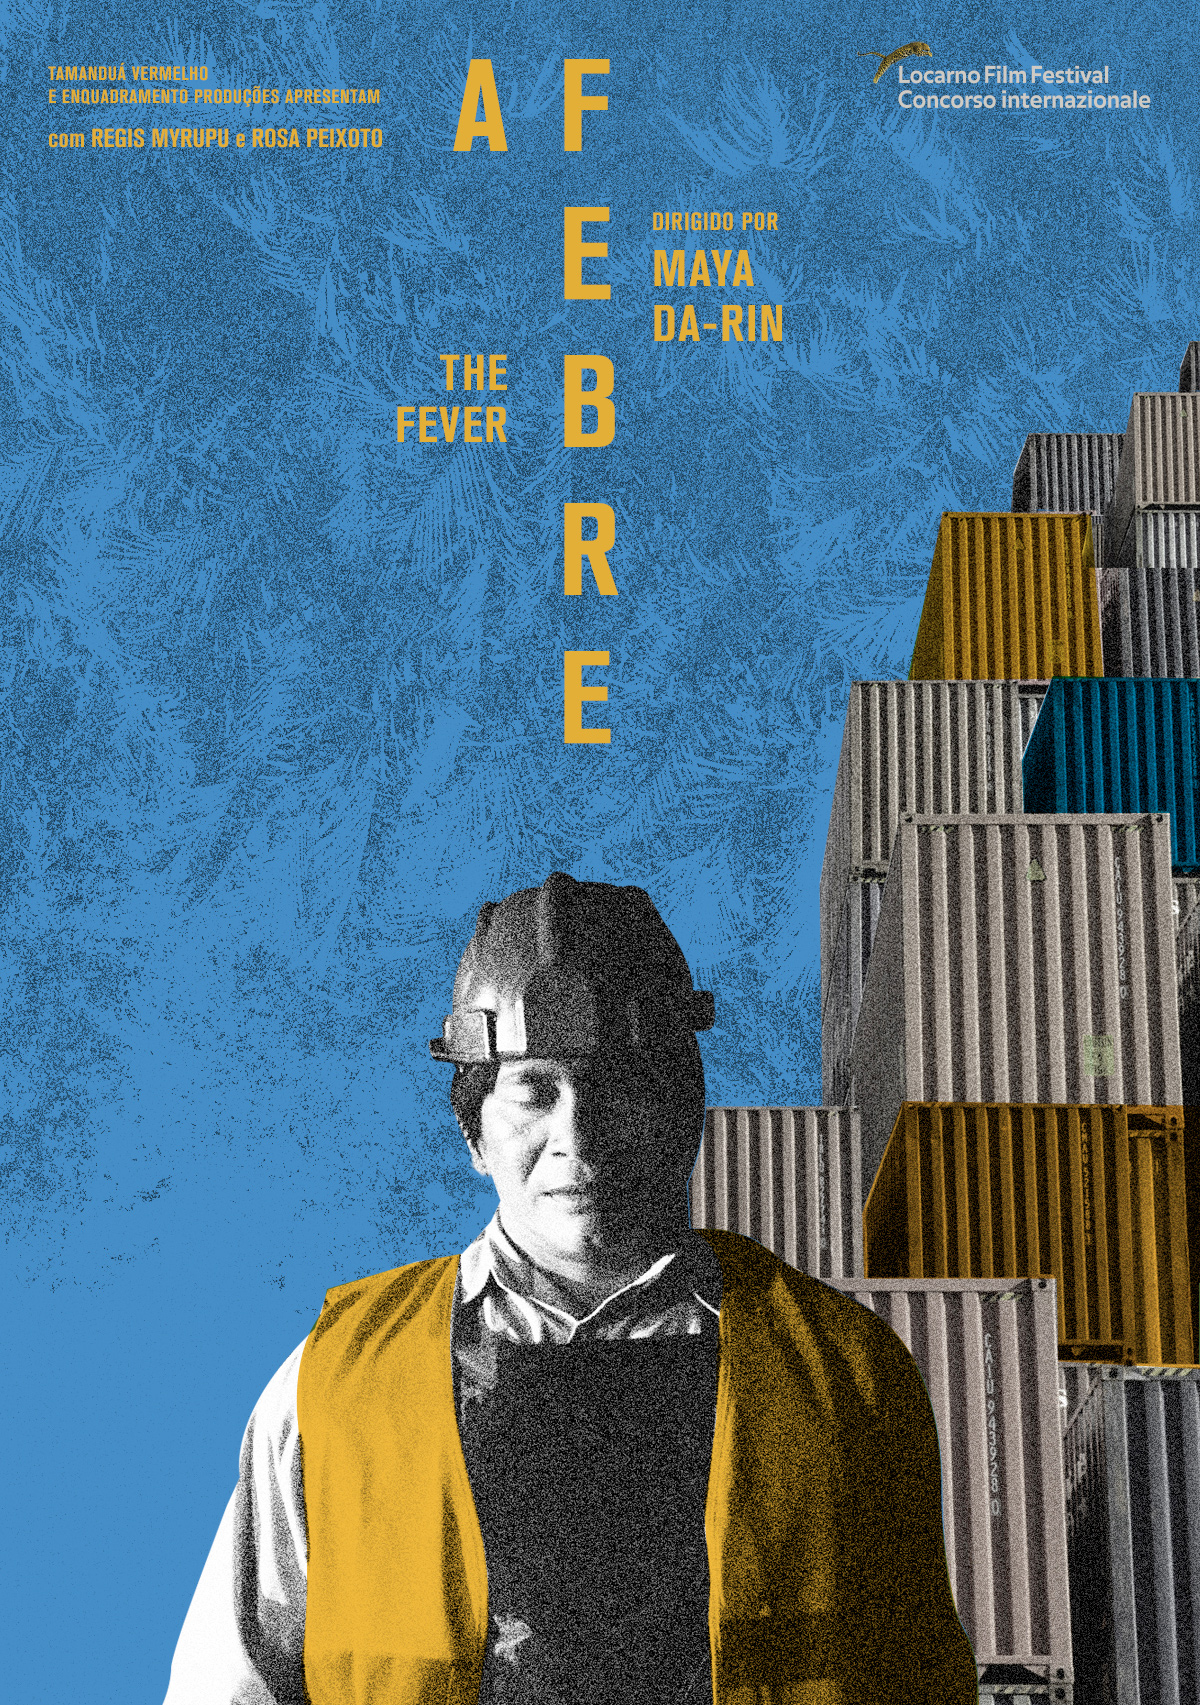 TAMANDUÁ VERMELHO
E ENQUADRAMENTO PRODUÇÕES APRESENTAM
com REGIS MYRUPU e ROSA PEIXOTO
A FEBRE
THE
FEVER
DIRIGIDO POR
MAYA
DA-RIN
Locarno Film Festival
Concorso internazionale